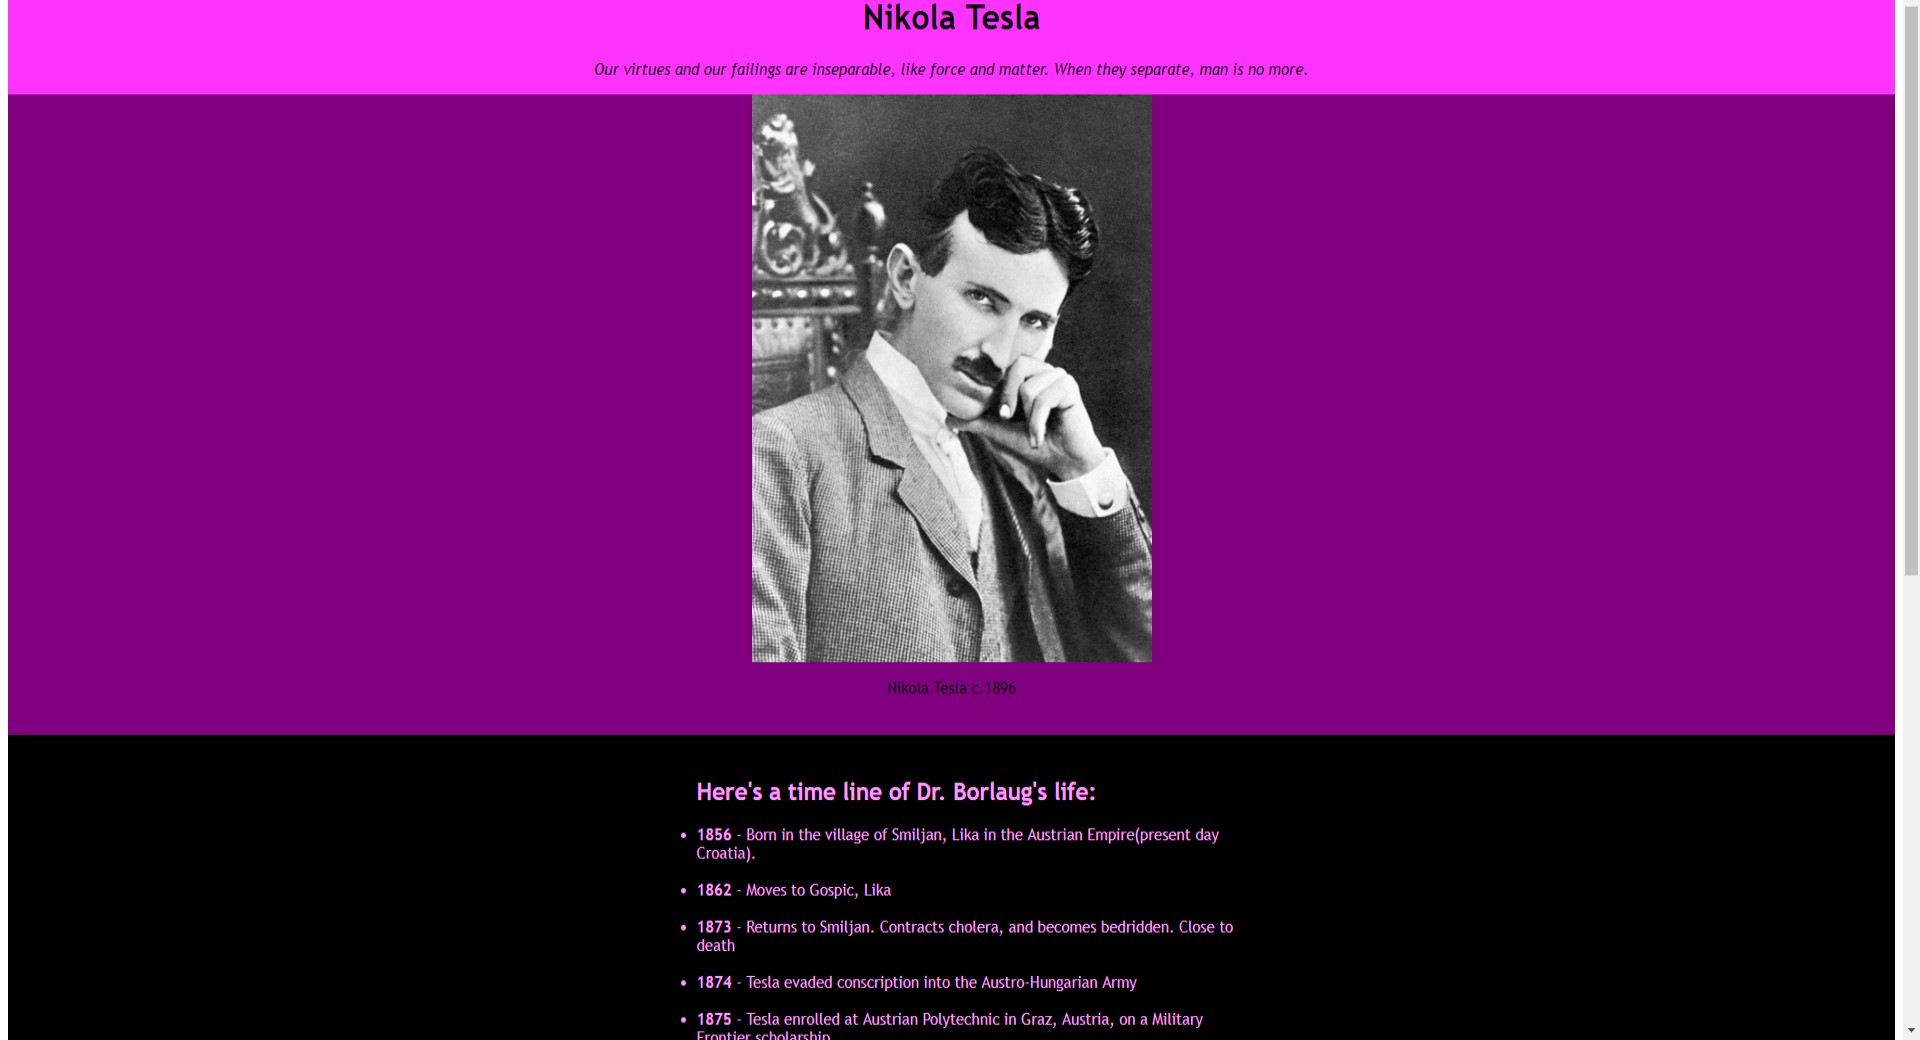 Nikola Tesla
Our virtues and our failings are inseparable, like force and matter. When they separate, man is no more.
Nikola Tesla c.1896
Here's a time line of Dr. Borlaug's life:
• 1856 - Born in the village of Smiljan, Lika in the Austrian Empire(present day
Croatia).
• 1862 - Moves to Gospic, Lika
• 1873 - Returns to Smiljan. Contracts cholera, and becomes bedridden. Close to
death
• 1874 - Tesla evaded conscription into the Austro-Hungarian Army
• 1875 - Tesla enrolled at Austrian Polytechnic in Graz, Austria, on a Military
Frontier scholarship